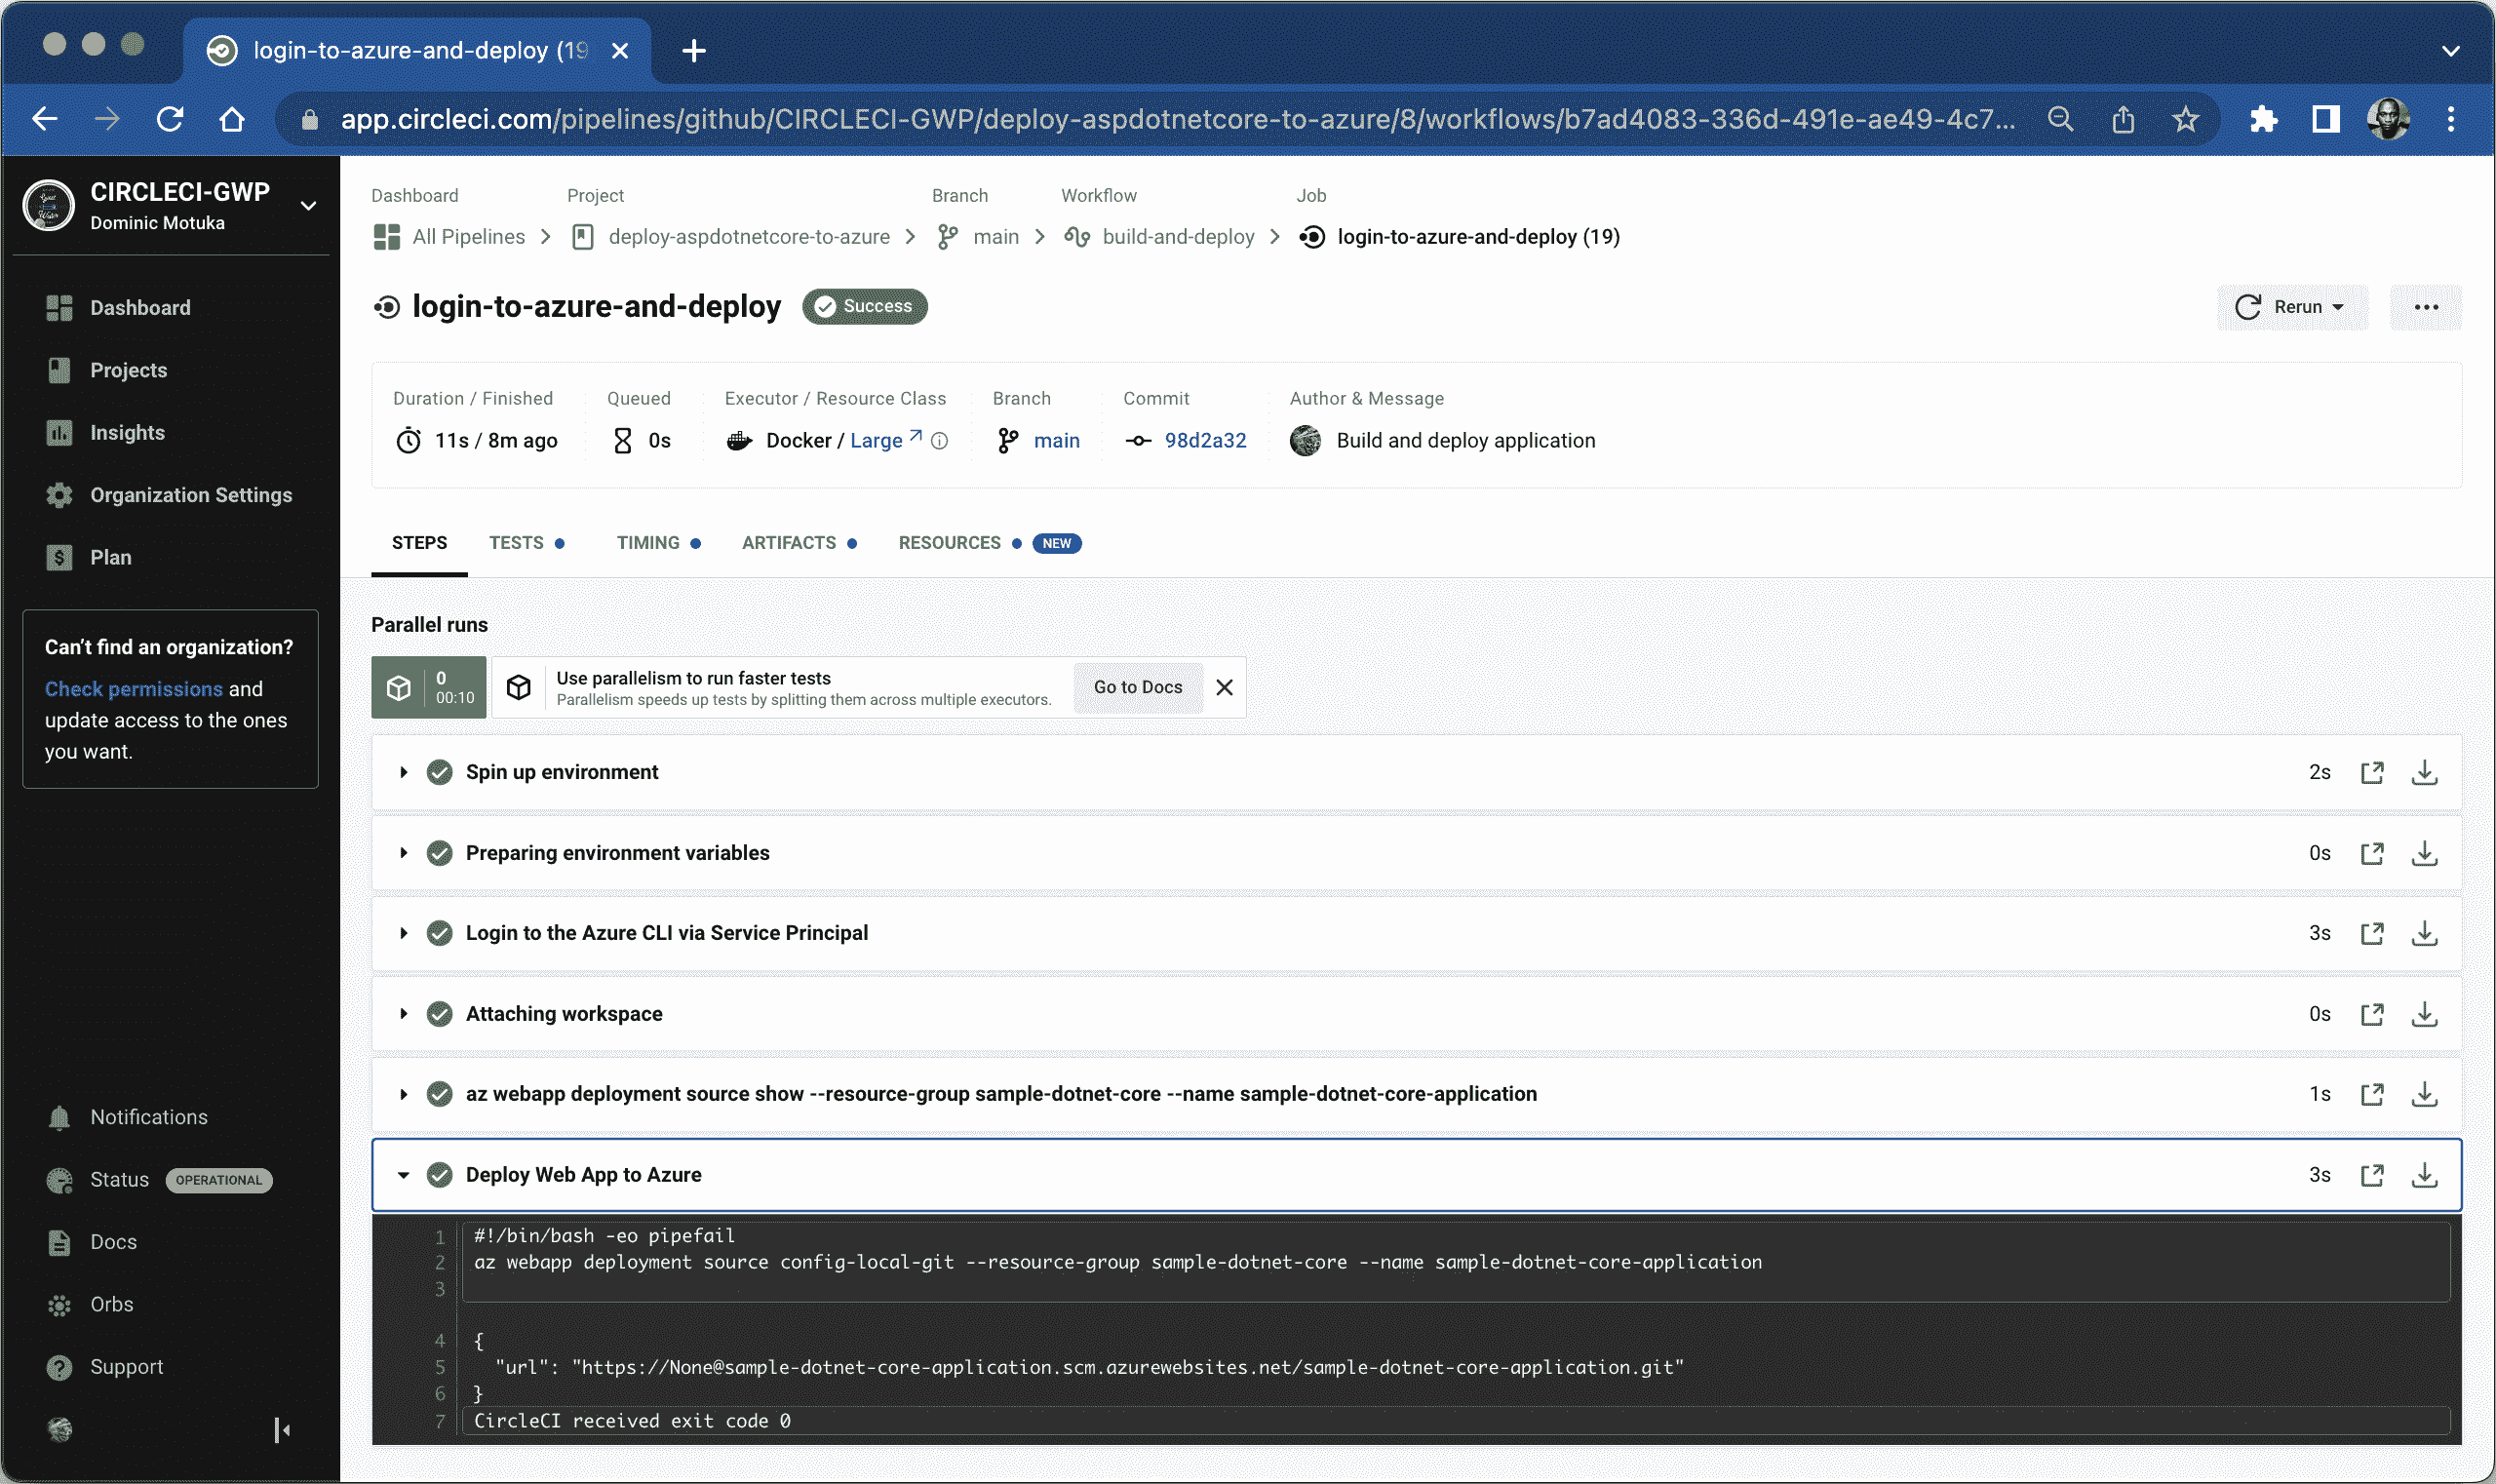 login-to-azure-and-deploy (19
app.circleci.com/pipelines/github/CIRCLECI-GWP/deploy-aspdotnetcore-to-azure/8/workflows/b7ad4083-336d-491e-ae49-4c7...
CIRCLECI-GWP
Dominic Motuka
Dashboard
Projects
Insights
Organization Settings
Plan
Can't find an organization?
Check permissions and
update access to the ones
you want.
Notifications
Status OPERATIONAL
Docs
Orbs
Support
Dashboard Project Branch Workflow Job
All Pipelines deploy-aspdotnetcore-to-azure main build-and-deploy login-to-azure-and-deploy (19)
login-to-azure-and-deploy Success Rerun
Duration / Finished Queued Executor / Resource Class Branch Commit Author & Message
11s / 8m ago 0s Docker / Large main 98d2a32 Build and deploy application
STEPS TESTS TIMING ARTIFACTS RESOURCES NEW
Parallel runs
0
00:10
Use parallelism to run faster tests
Parallelism speeds up tests by splitting them across multiple executors.
Go to Docs
Spin up environment 2s
Preparing environment variables 0s
Login to the Azure CLI via Service Principal 3s
Attaching workspace 0s
az webapp deployment source show --resource-group sample-dotnet-core --name sample-dotnet-core-application 1s
Deploy Web App to Azure 3s
1 #!/bin/bash -eo pipefail
2 az webapp deployment source config-local-git --resource-group sample-dotnet-core --name sample-dotnet-core-application
3
4 {
5 "url": "https://None@sample-dotnet-core-application.scm.azurewebsites.net/sample-dotnet-core-application.git"
6 }
7 CircleCI received exit code 0